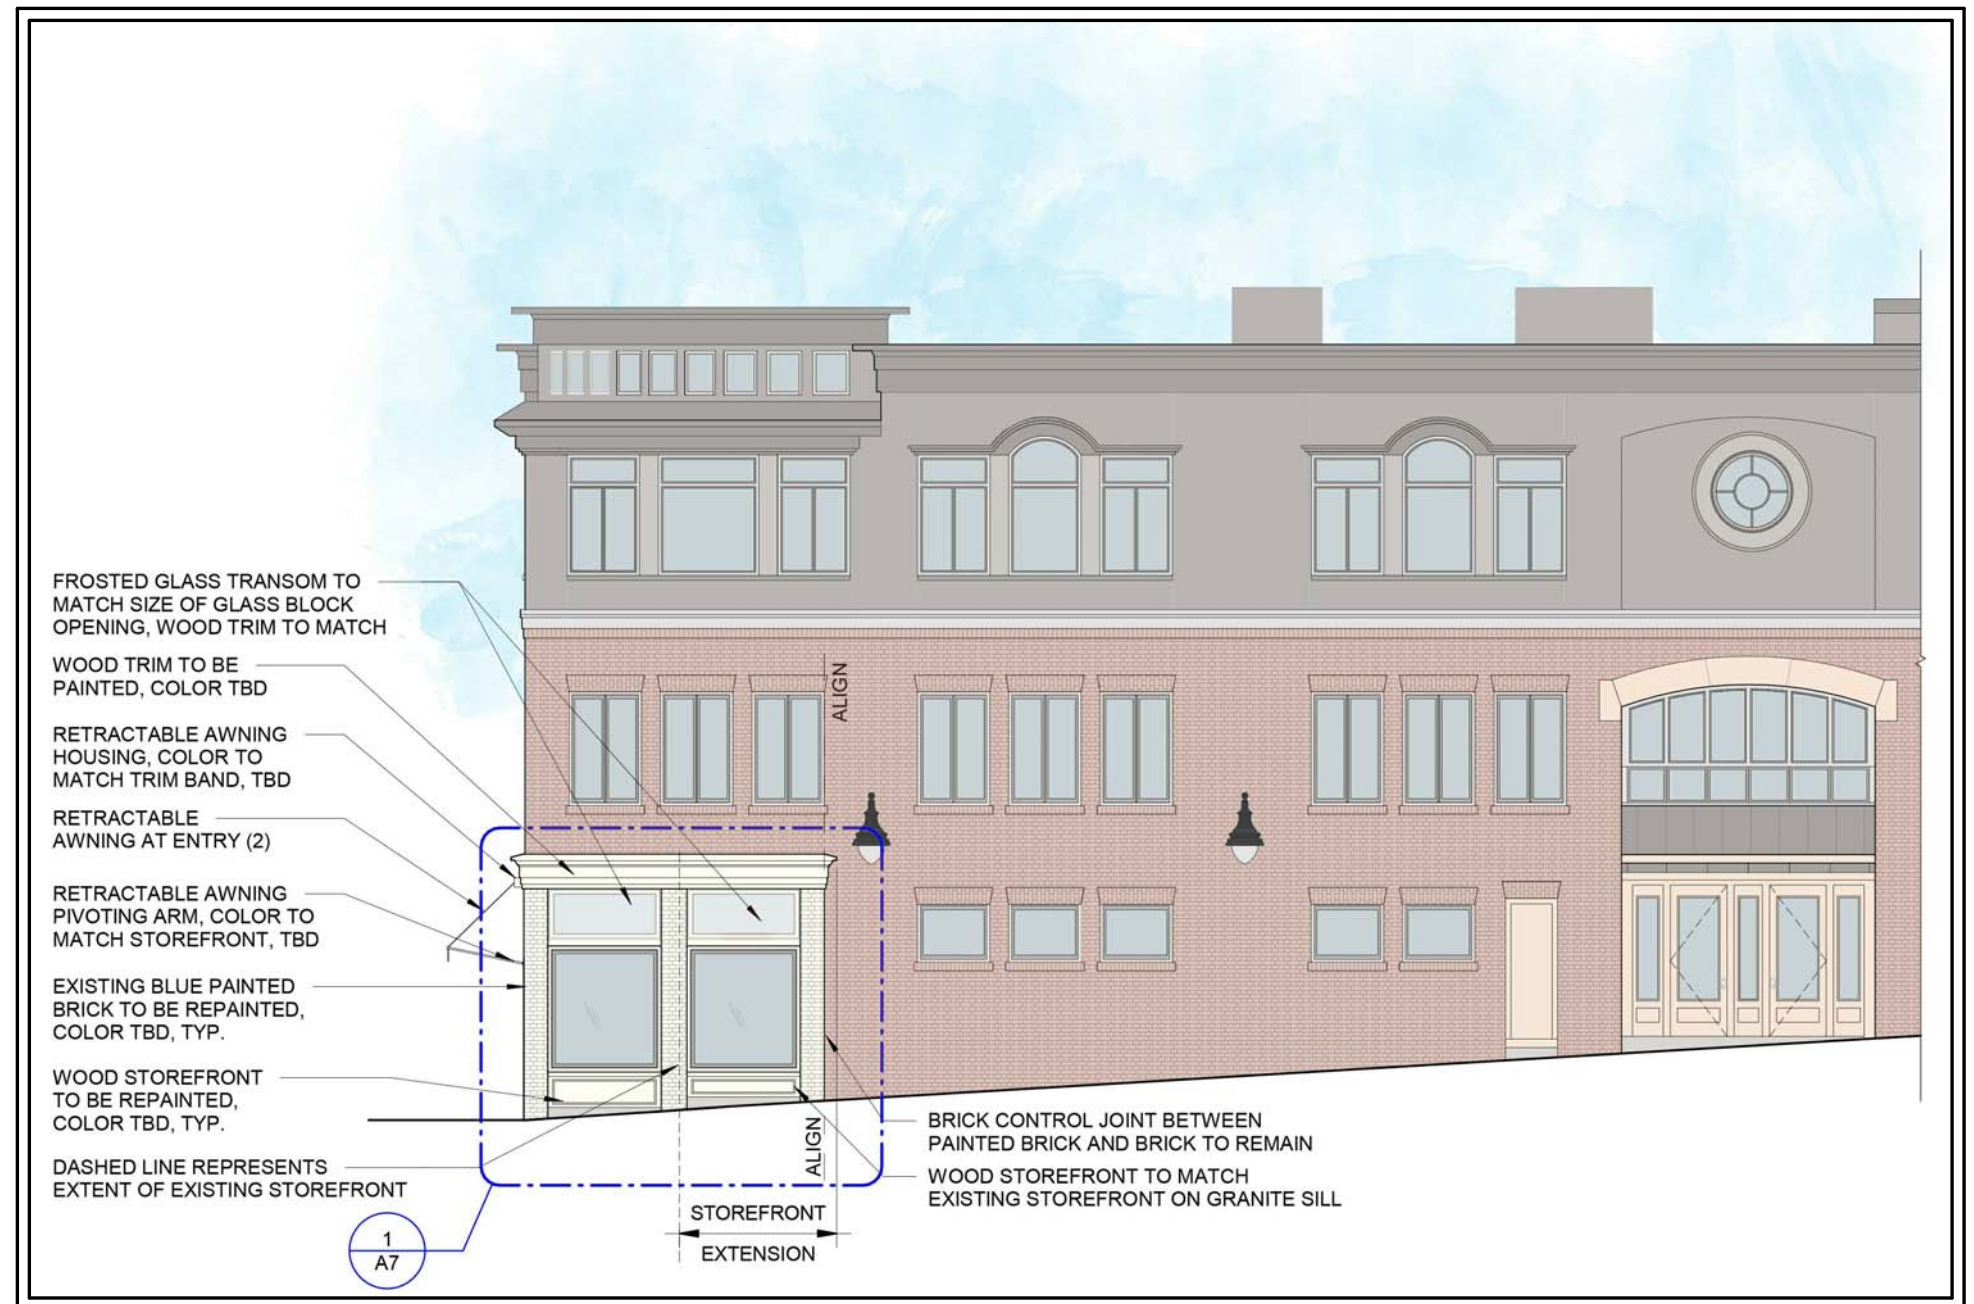 FROSTED GLASS TRANSOM TO
MATCH SIZE OF GLASS BLOCK
OPENING, WOOD TRIM TO MATCH
WOOD TRIM TO BE
PAINTED, COLOR TBD
RETRACTABLE AWNING
HOUSING, COLOR TO
MATCH TRIM BAND, TBD
RETRACTABLE
AWNING AT ENTRY (2)
RETRACTABLE AWNING
PIVOTING ARM, COLOR TO
MATCH STOREFRONT, TBD
EXISTING BLUE PAINTED
BRICK TO BE REPAINTED,
COLOR TBD, TYP.
WOOD STOREFRONT
TO BE REPAINTED,
COLOR TBD, TYP.
DASHED LINE REPRESENTS
EXTENT OF EXISTING STOREFRONT
1
A7
ALIGN
ALIGN
STOREFRONT
EXTENSION
BRICK CONTROL JOINT BETWEEN
PAINTED BRICK AND BRICK TO REMAIN
WOOD STOREFRONT TO MATCH
EXISTING STOREFRONT ON GRANITE SILL